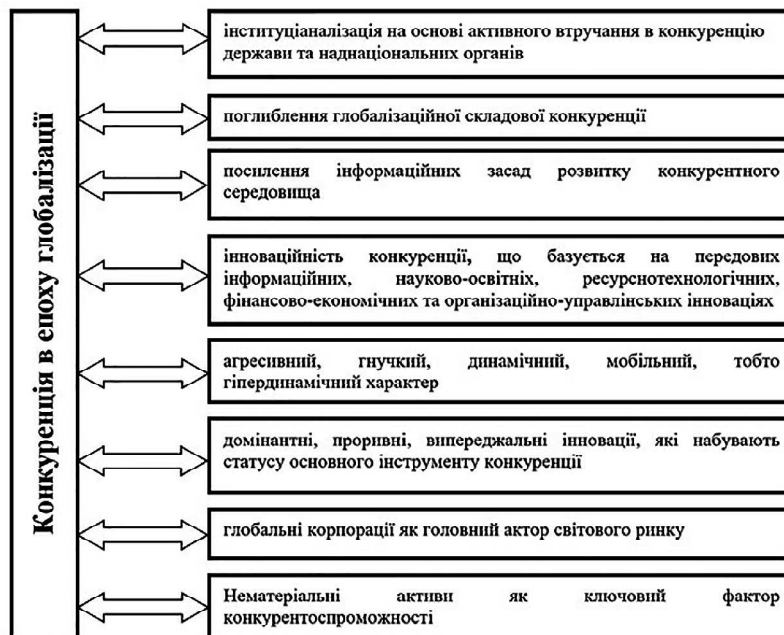 Конкуренція в епоху глобалізації
інституціаналізація на основі активного втручання в конкуренцію
держави та наднаціональних органів
поглиблення глобалізаційної складової конкуренції
посилення інформаційних засад розвитку конкурентного
середовища
інноваційність конкуренції, що базується на передових
інформаційних, науково-освітніх, ресурснотехнологічних,
фінансово-економічних та організаційно-управлінських інноваціях
агресивний, гнучкий, динамічний, мобільний, тобто
гіпердинамічний характер
домінантні, проривні, випереджальні інновації, які набувають
статусу основного інструменту конкуренції
глобальні корпорації як головний актор світового ринку
Нематеріальні активи як ключовий фактор
конкурентоспроможності